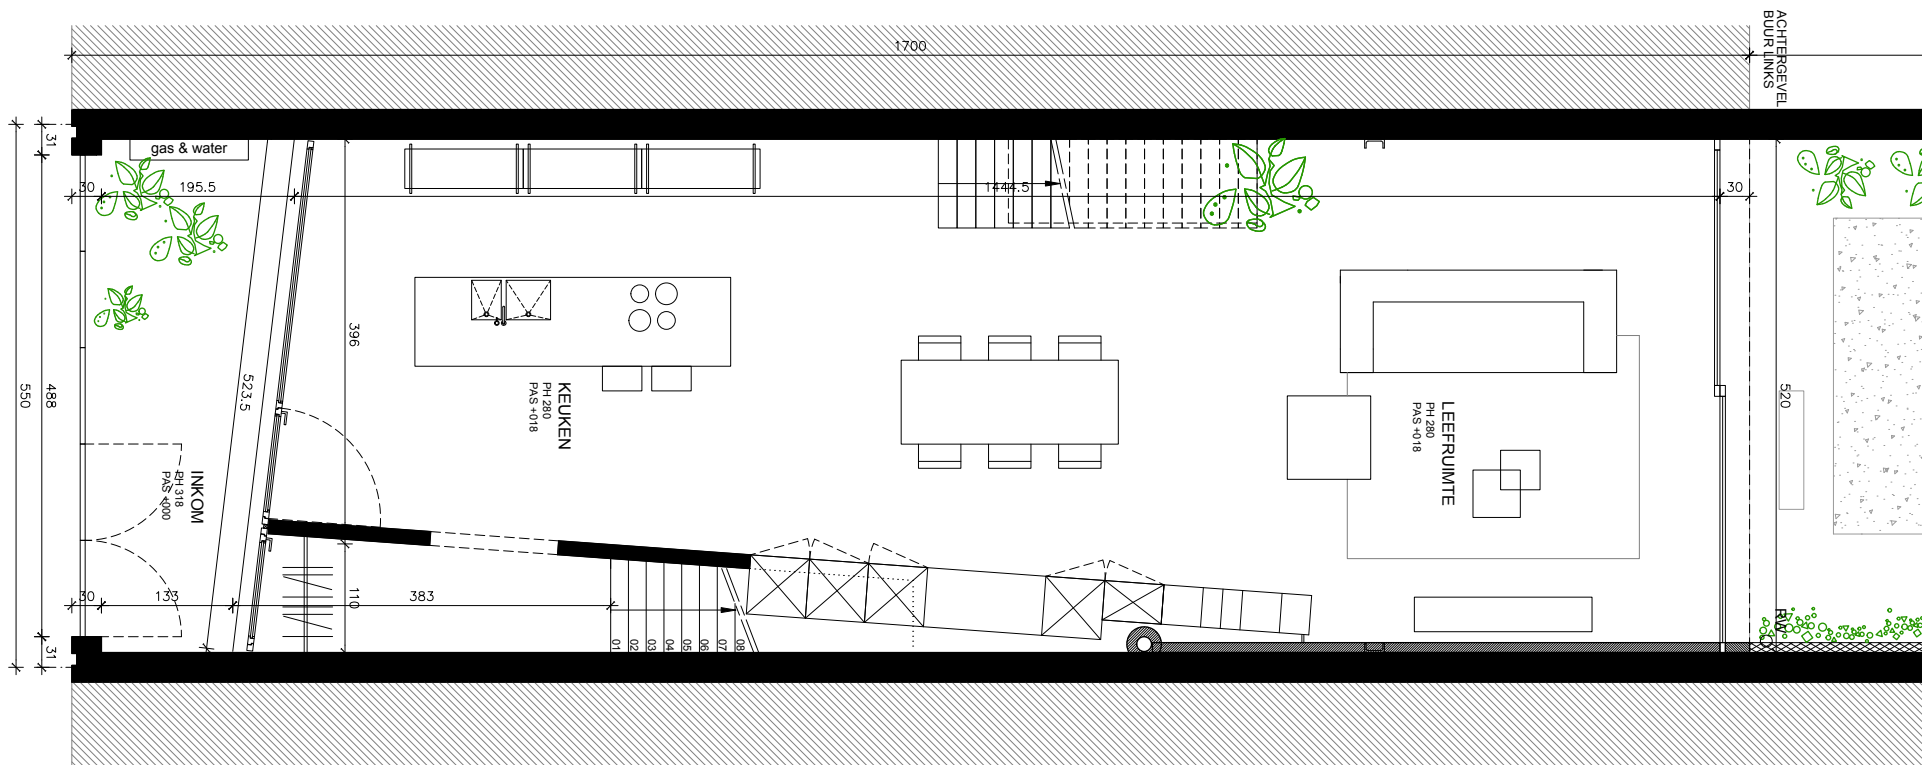 1700
ACHTERGEVEL
BUUR LINKS
31
gas & water
30
195.5
1444.5
30
396
523.5
488
550
520
KEUKEN
PH 280
PAS +018
LEEFRUIMTE
PH 280
PAS +018
INKOM
PH 318
PAS +000
30
133
110
383
01
02
03
04
05
06
07
08
RW
31